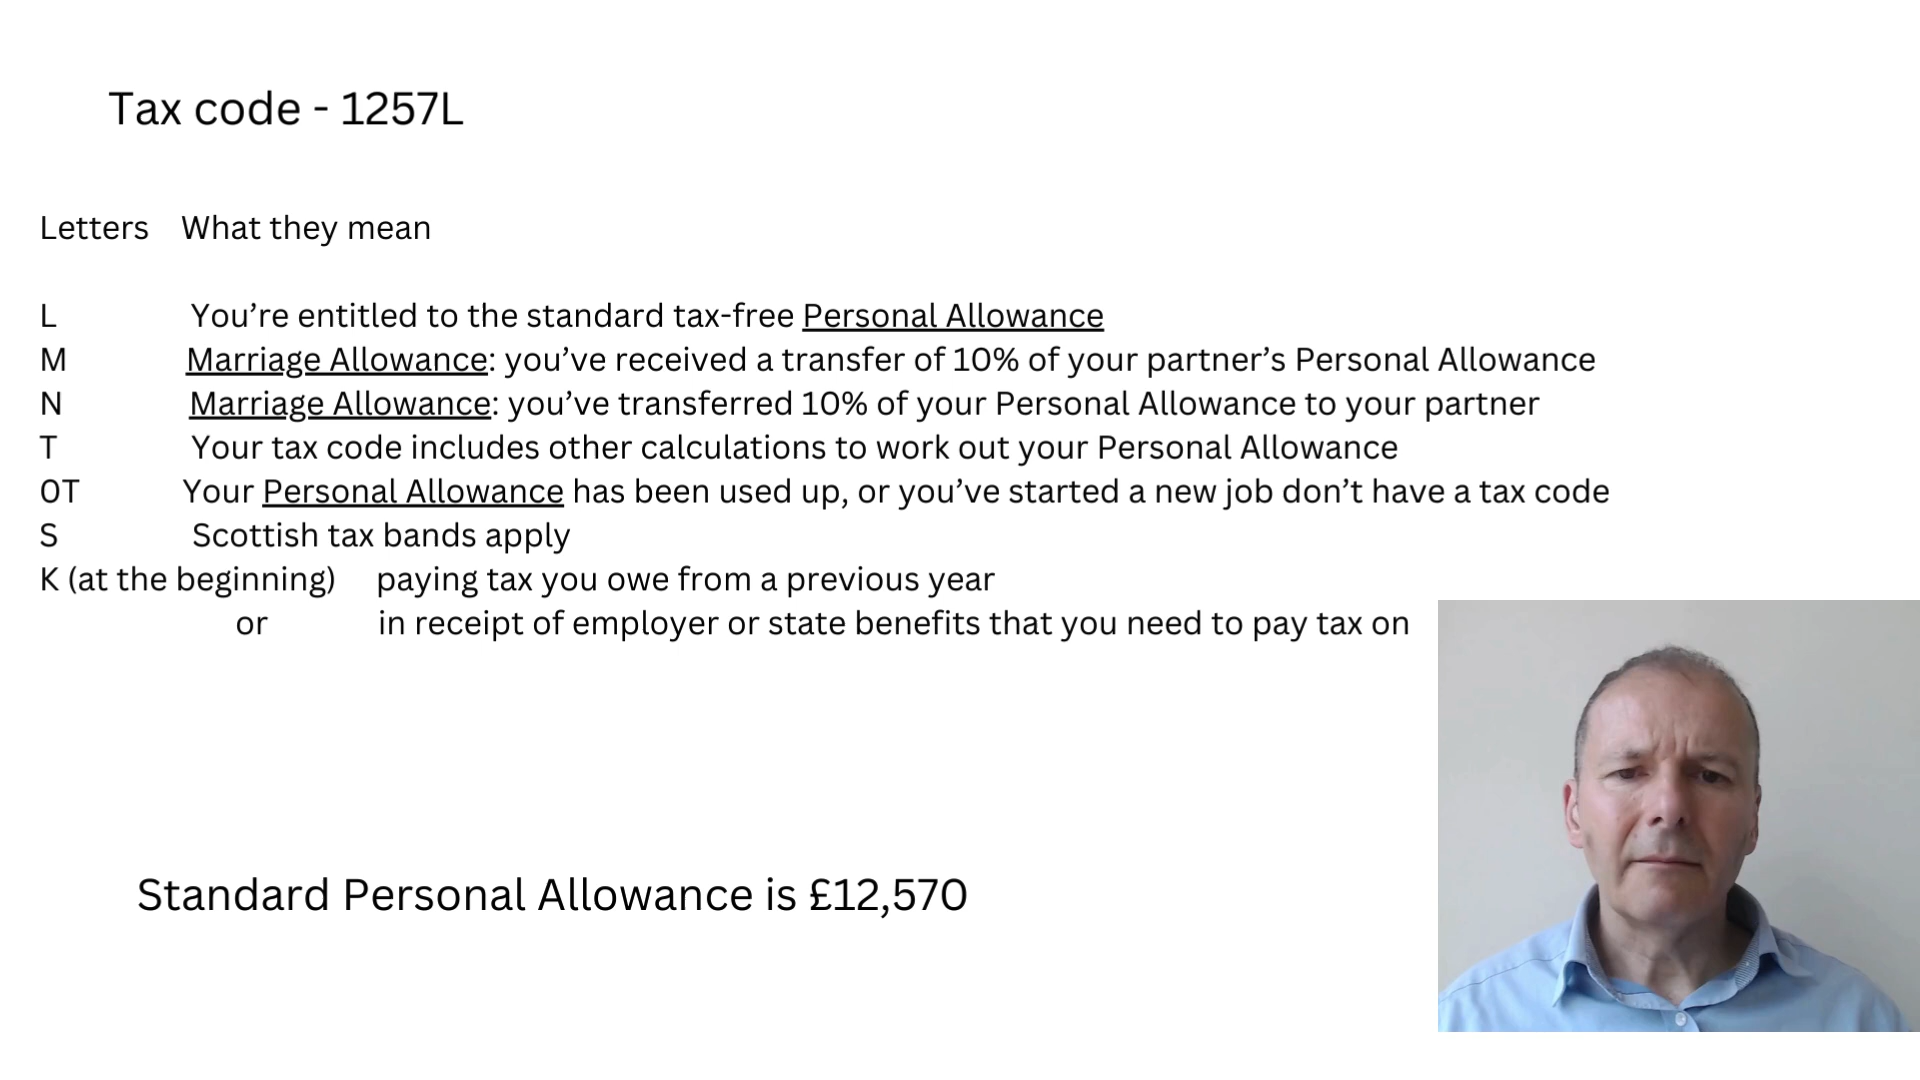 Tax code - 1257L
Letters What they mean
L You’re entitled to the standard tax-free Personal Allowance
M Marriage Allowance: you’ve received a transfer of 10% of your partner’s Personal Allowance
N Marriage Allowance: you’ve transferred 10% of your Personal Allowance to your partner
T Your tax code includes other calculations to work out your Personal Allowance
0T Your Personal Allowance has been used up, or you’ve started a new job don’t have a tax code
S Scottish tax bands apply
K (at the beginning) paying tax you owe from a previous year
or in receipt of employer or state benefits that you need to pay tax on
Standard Personal Allowance is £12,570